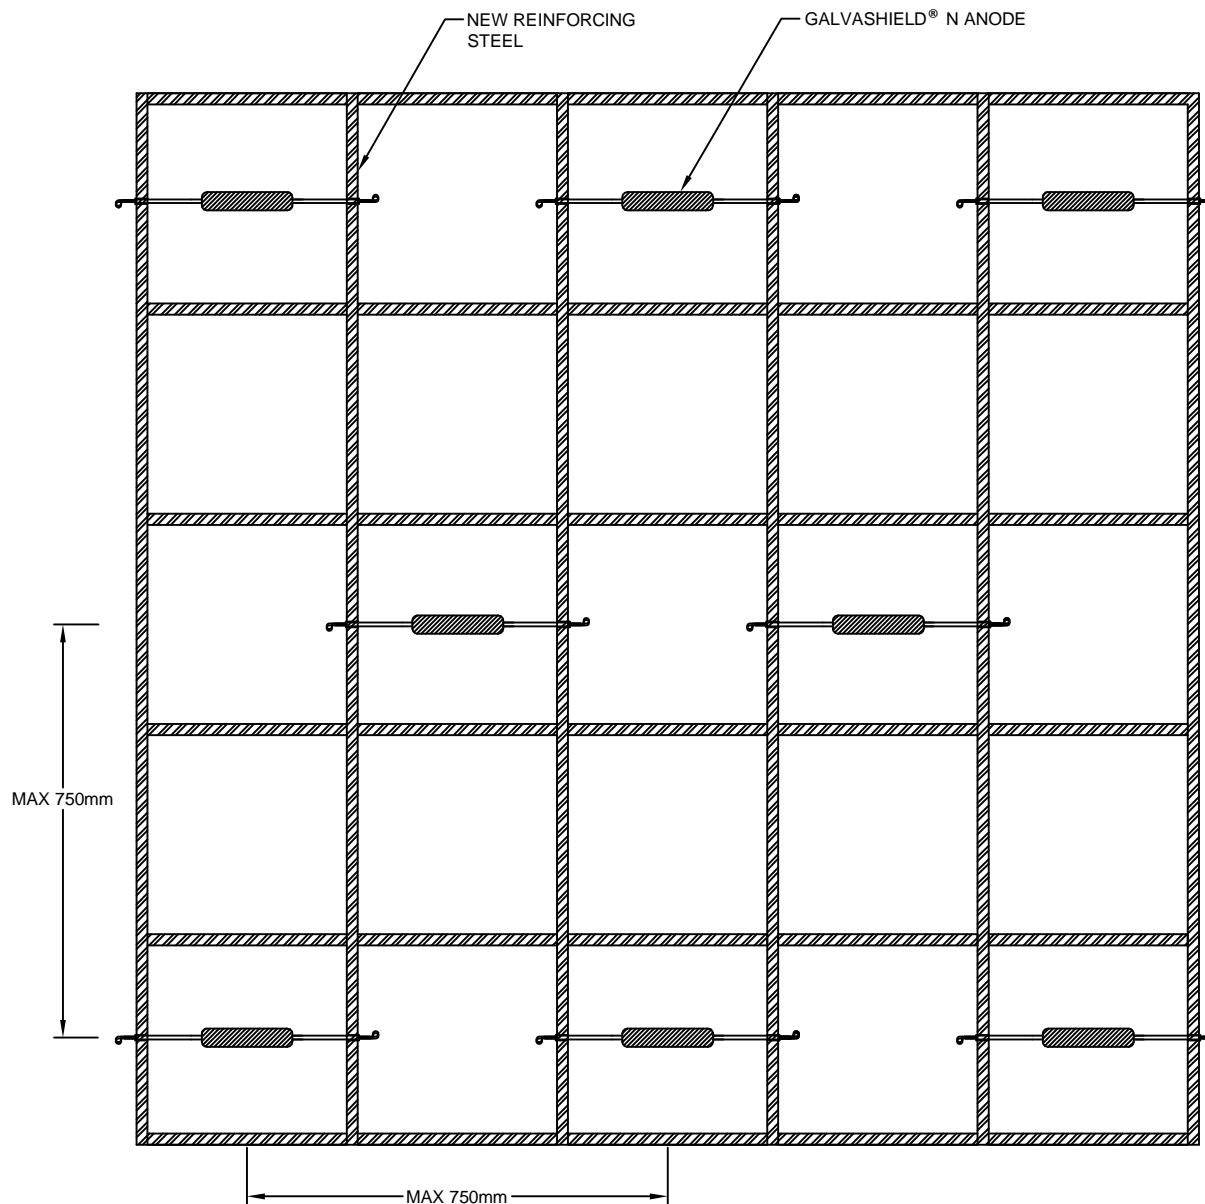 NEW REINFORCING
STEEL
GALVASHIELD® N ANODE
MAX 750mm
MAX 750mm